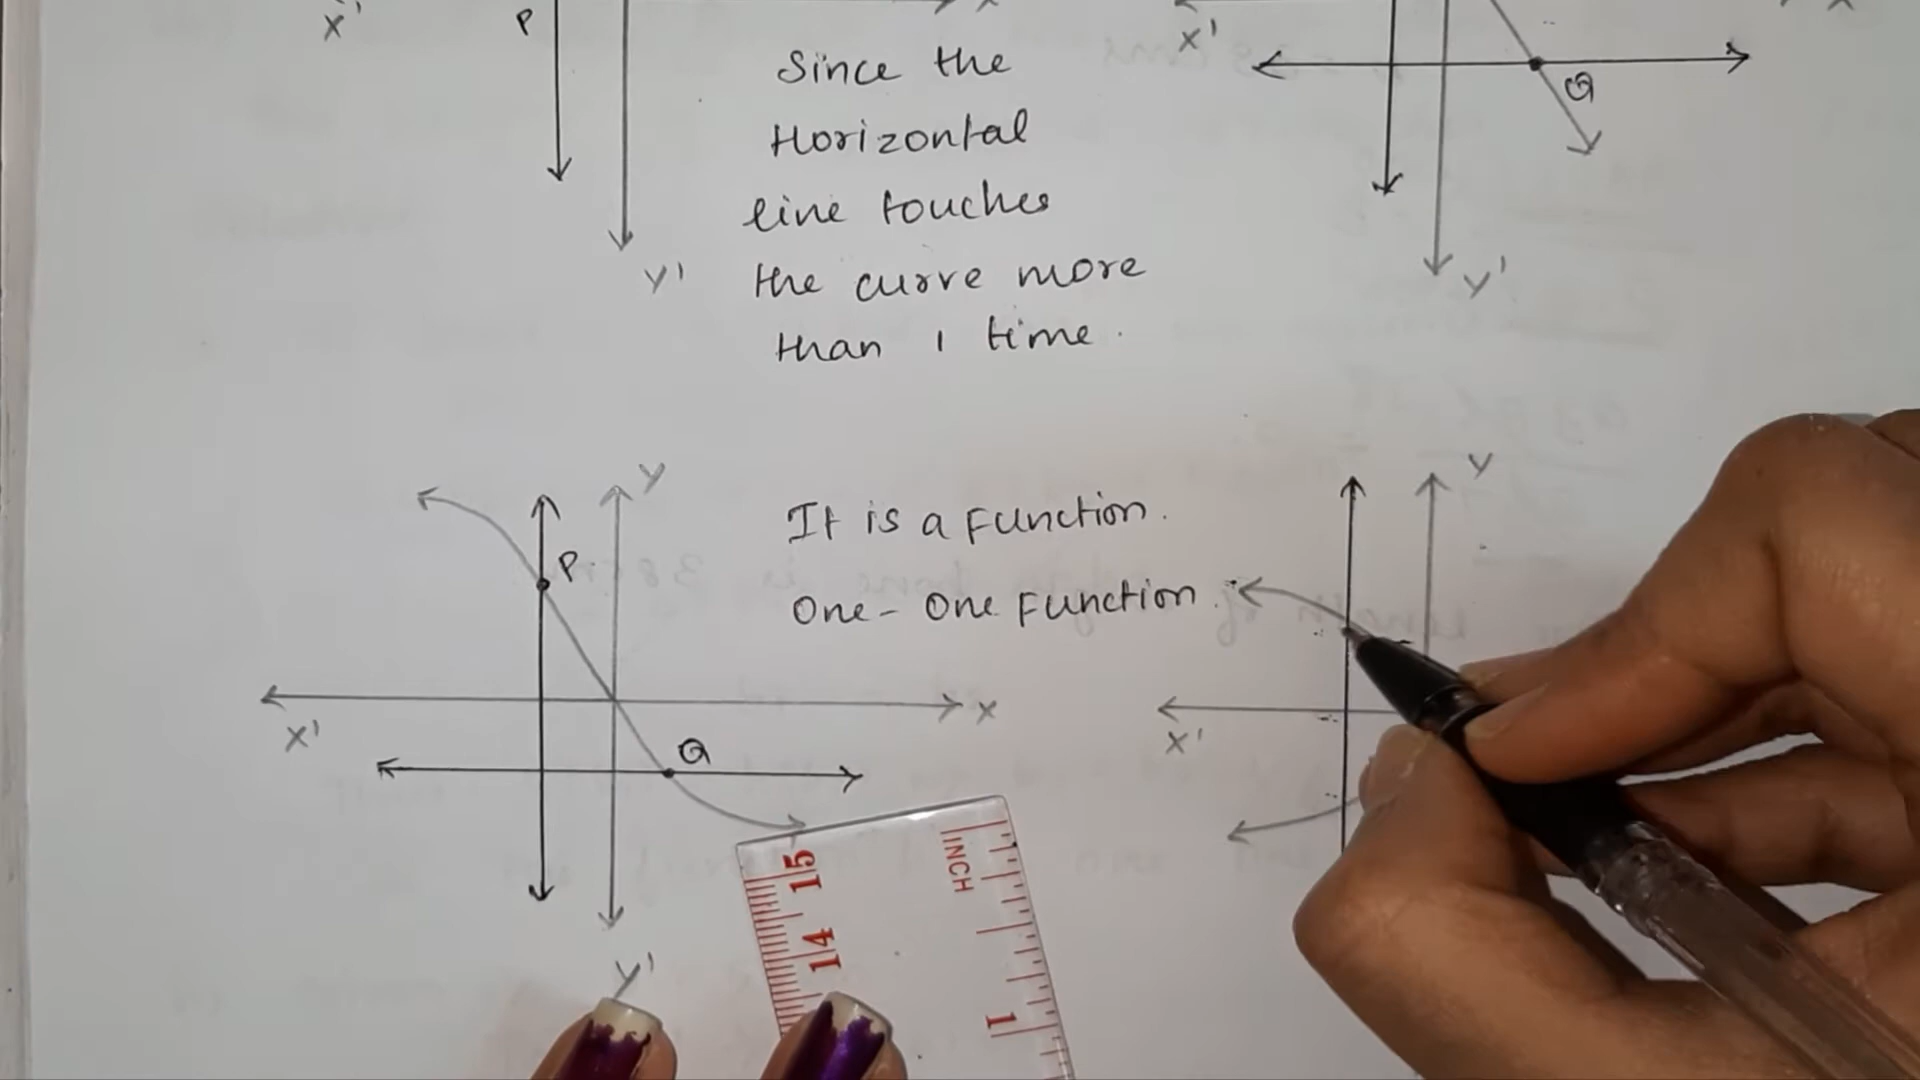 X'
P
X
X'
X
Since the
Horizontal
line touches
the curve more
than 1 time.
Y'
Q
Y'
Y
P
It is a Function.
One - One Function.
X'
X
Q
Y'
Y
X'
15
14
INCH
1